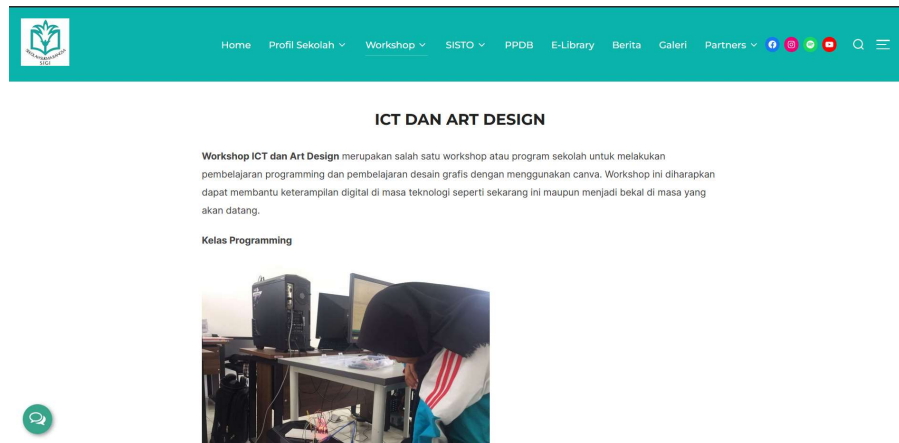 SIGI
Home Profil Sekolah Workshop SISTO PPDB E-Library Berita Galeri Partners
ICT DAN ART DESIGN
Workshop ICT dan Art Design merupakan salah satu workshop atau program sekolah untuk melakukan
pembelajaran programming dan pembelajaran desain grafis dengan menggunakan canva. Workshop ini diharapkan
dapat membantu keterampilan digital di masa teknologi seperti sekarang ini maupun menjadi bekal di masa yang
akan datang.
Kelas Programming